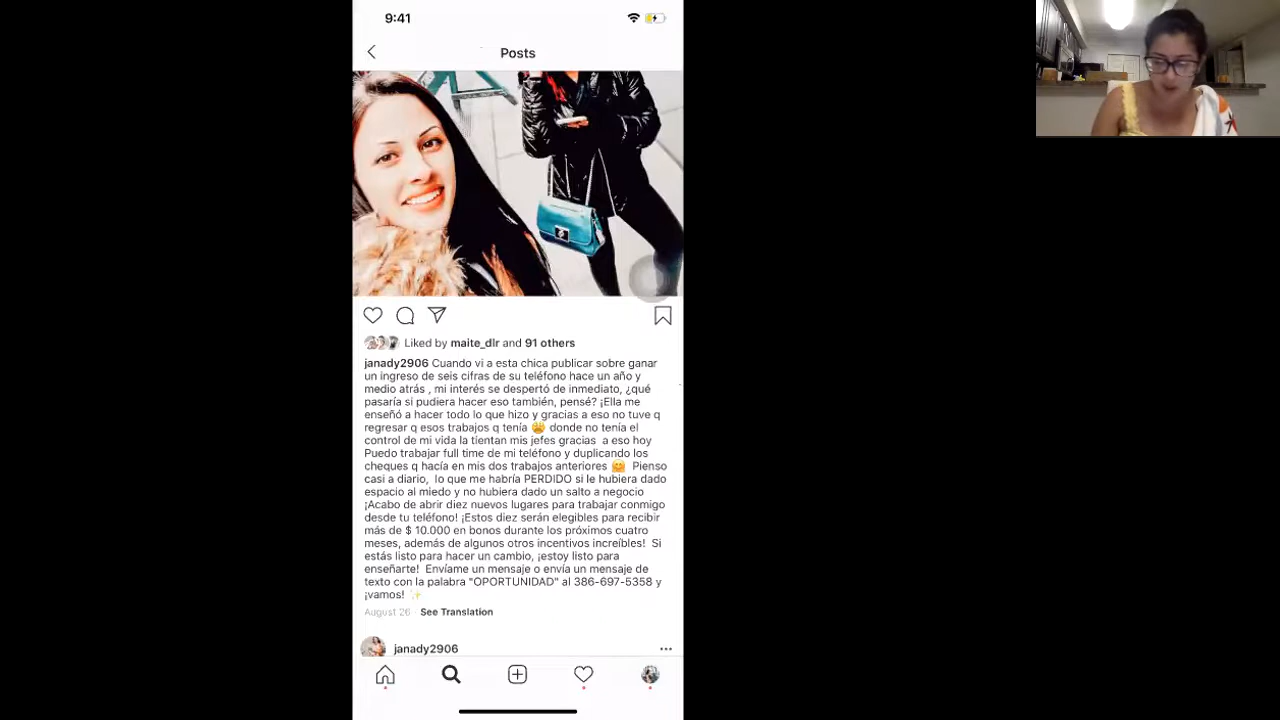 9:41
Posts
Liked by maite_dlr and 91 others
janady2906 Cuando vi a esta chica publicar sobre ganar
un ingreso de seis cifras de su teléfono hace un año y
medio atrás , mi interés se despertó de inmediato, ¿qué
pasaría si pudiera hacer eso también, pensé? ¡Ella me
enseñó a hacer todo lo que hizo y gracias a eso no tuve q
regresar q esos trabajos q tenía 😩 donde no tenía el
control de mi vida la tientan mis jefes gracias a eso hoy
Puedo trabajar full time de mi teléfono y duplicando los
cheques q hacía en mis dos trabajos anteriores 🤗 Pienso
casi a diario, lo que me habría PERDIDO si le hubiera dado
espacio al miedo y no hubiera dado un salto a negocio
¡Acabo de abrir diez nuevos lugares para trabajar conmigo
desde tu teléfono! ¡Estos diez serán elegibles para recibir
más de $ 10.000 en bonos durante los próximos cuatro
meses, además de algunos otros incentivos increíbles! Si
estás listo para hacer un cambio, ¡estoy listo para
enseñarte! Envíame un mensaje o envía un mensaje de
texto con la palabra "OPORTUNIDAD" al 386-697-5358 y
¡vamos! ✨
August 26 · See Translation
janady2906